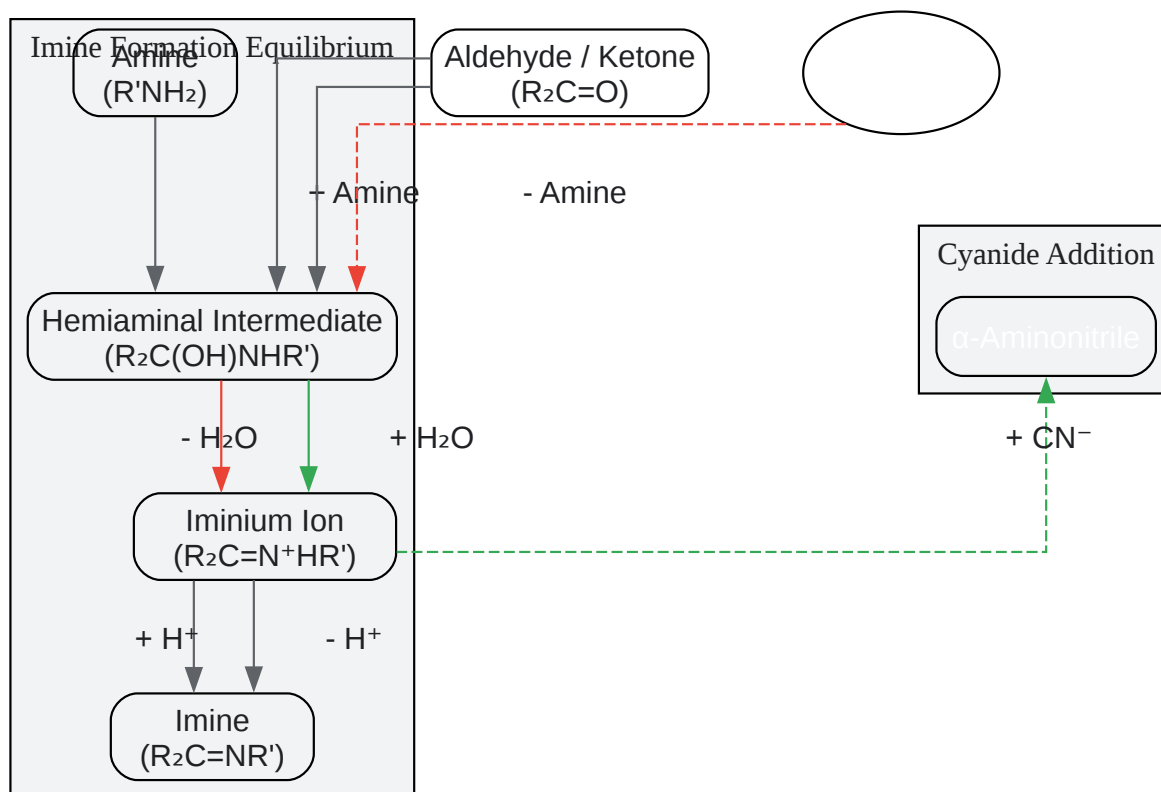 Imine Formation Equilibrium
Amine
(R'NH₂)
Aldehyde / Ketone
(R₂C=O)
+ Amine
- Amine
Cyanide Addition
α-Aminonitrile
Hemiaminal Intermediate
(R₂C(OH)NHR')
- H₂O
+ H₂O
+ CN⁻
Iminium Ion
(R₂C=N⁺HR')
+ H⁺
- H⁺
Imine
(R₂C=NR')